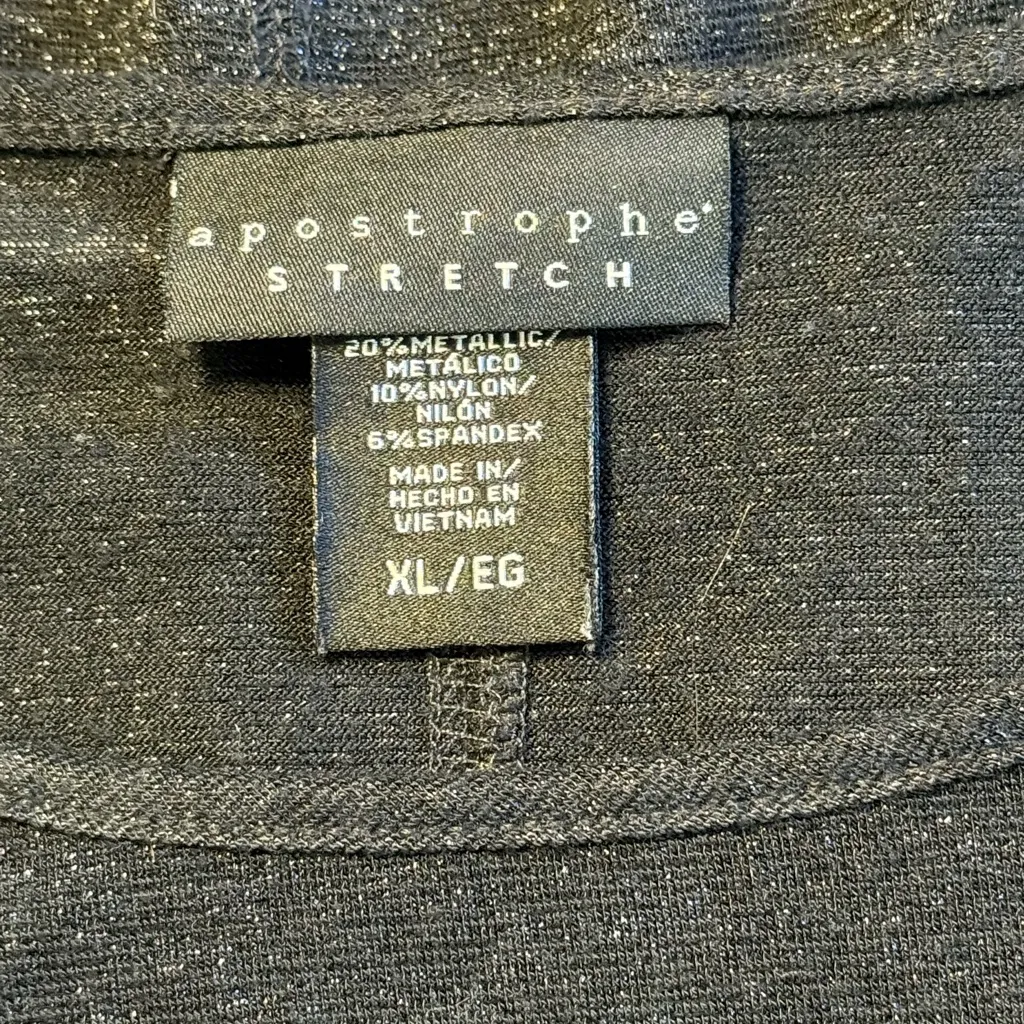 apostrophe
STRETCH
20% METALLIC/
METÁLICO
10% NYLON/
NILÓN
6% SPANDEX
MADE IN/
HECHO EN
VIETNAM
XL/EG